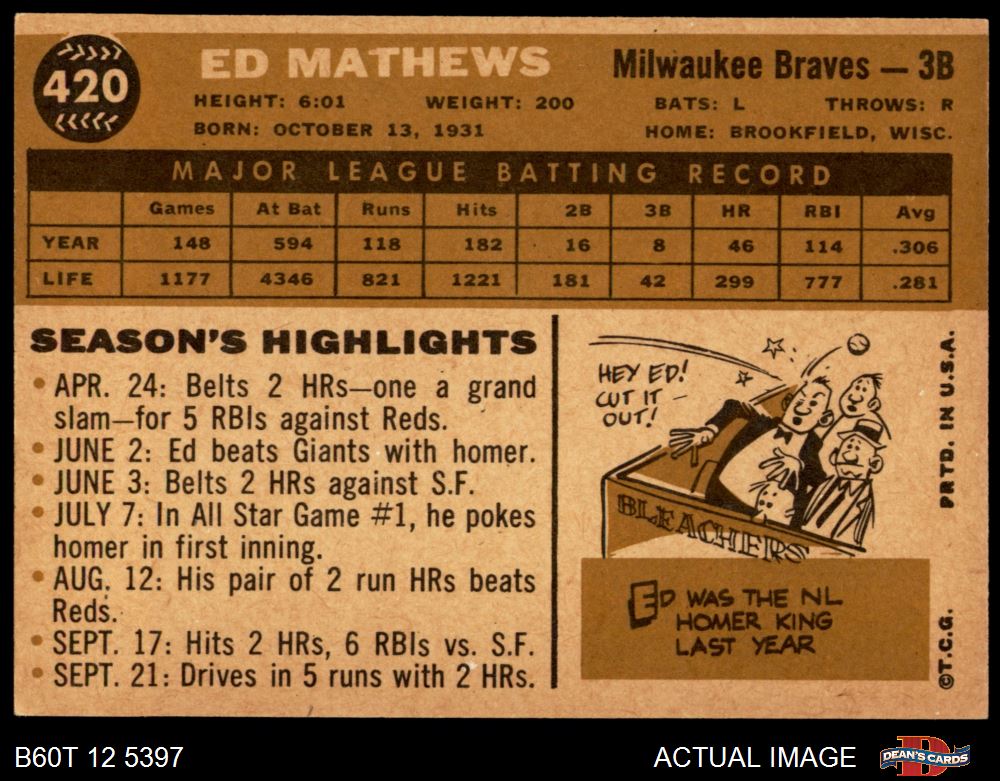 420
ED MATHEWS
Milwaukee Braves — 3B
HEIGHT: 6:01 WEIGHT: 200 BATS: L THROWS: R
BORN: OCTOBER 13, 1931 HOME: BROOKFIELD, WISC.
MAJOR LEAGUE BATTING RECORD
Games At Bat Runs Hits 2B 3B HR RBI Avg
YEAR 148 594 118 182 16 8 46 114 .306
LIFE 1177 4346 821 1221 181 42 299 777 .281
SEASON'S HIGHLIGHTS
• APR. 24: Belts 2 HRs—one a grand
slam—for 5 RBIs against Reds.
• JUNE 2: Ed beats Giants with homer.
• JUNE 3: Belts 2 HRs against S.F.
• JULY 7: In All Star Game #1, he pokes
homer in first inning.
• AUG. 12: His pair of 2 run HRs beats
Reds.
• SEPT. 17: Hits 2 HRs, 6 RBIs vs. S.F.
• SEPT. 21: Drives in 5 runs with 2 HRs.
HEY ED!
CUT IT
OUT!
BLEACHERS
ED WAS THE NL
HOMER KING
LAST YEAR
PRTD. IN U.S.A.
©T.C.G.
B60T 12 5397
ACTUAL IMAGE
DEAN'S CARDS